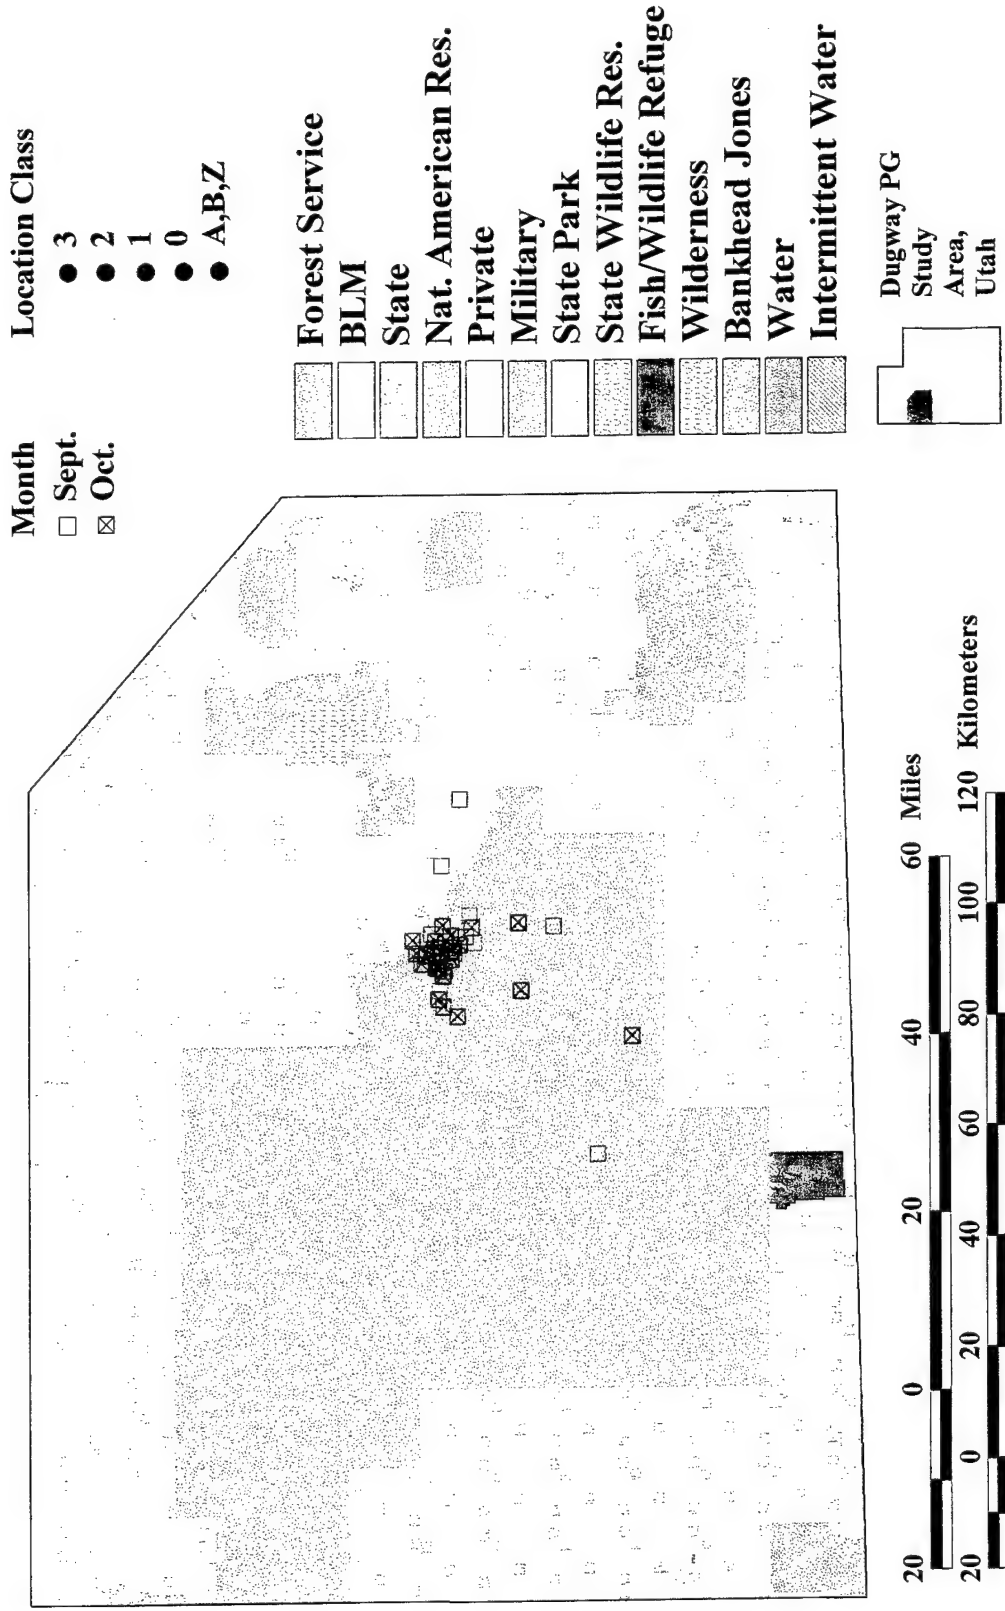 Month
Sept.
Oct.
Location Class
3
2
1
0
A,B,Z
Forest Service
BLM
State
Nat. American Res.
Private
Military
State Park
State Wildlife Res.
Fish/Wildlife Refuge
Wilderness
Bankhead Jones
Water
Intermittent Water
Dugway PG
Study
Area,
Utah
20 0 20 40 60 Miles
20 0 20 40 60 80 100 120 Kilometers